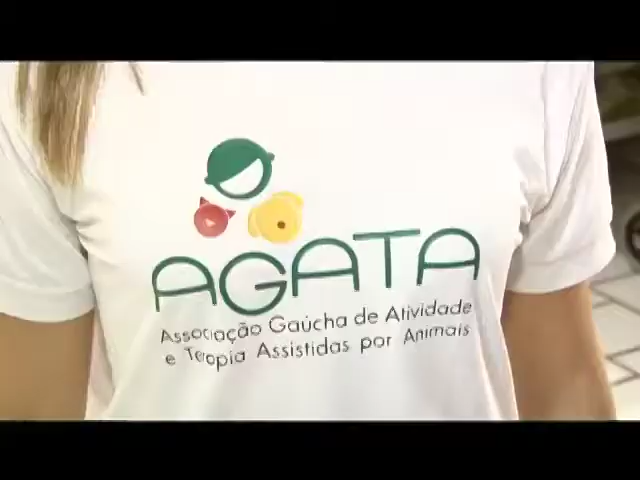 AGATA
Associação Gaúcha de Atividade
e Terapia Assistidas por Animais